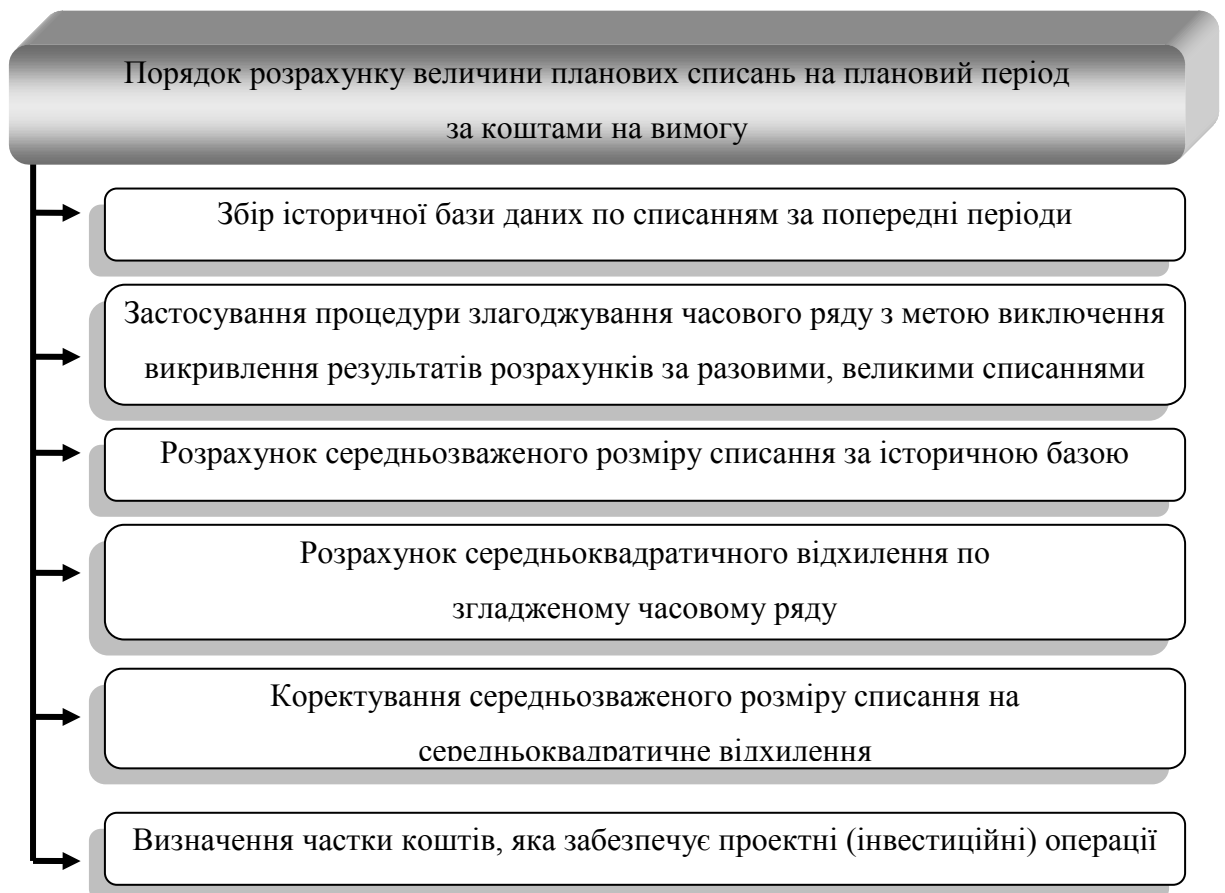 Порядок розрахунку величини планових списань на плановий період
за коштами на вимогу
Збір історичної бази даних по списанням за попередні періоди
Застосування процедури злагоджування часового ряду з метою виключення
викривлення результатів розрахунків за разовими, великими списаннями
Розрахунок середньозваженого розміру списання за історичною базою
Розрахунок середньоквадратичного відхилення по
згладженому часовому ряду
Коректування середньозваженого розміру списання на
середньоквадратичне відхилення
Визначення частки коштів, яка забезпечує проектні (інвестиційні) операції